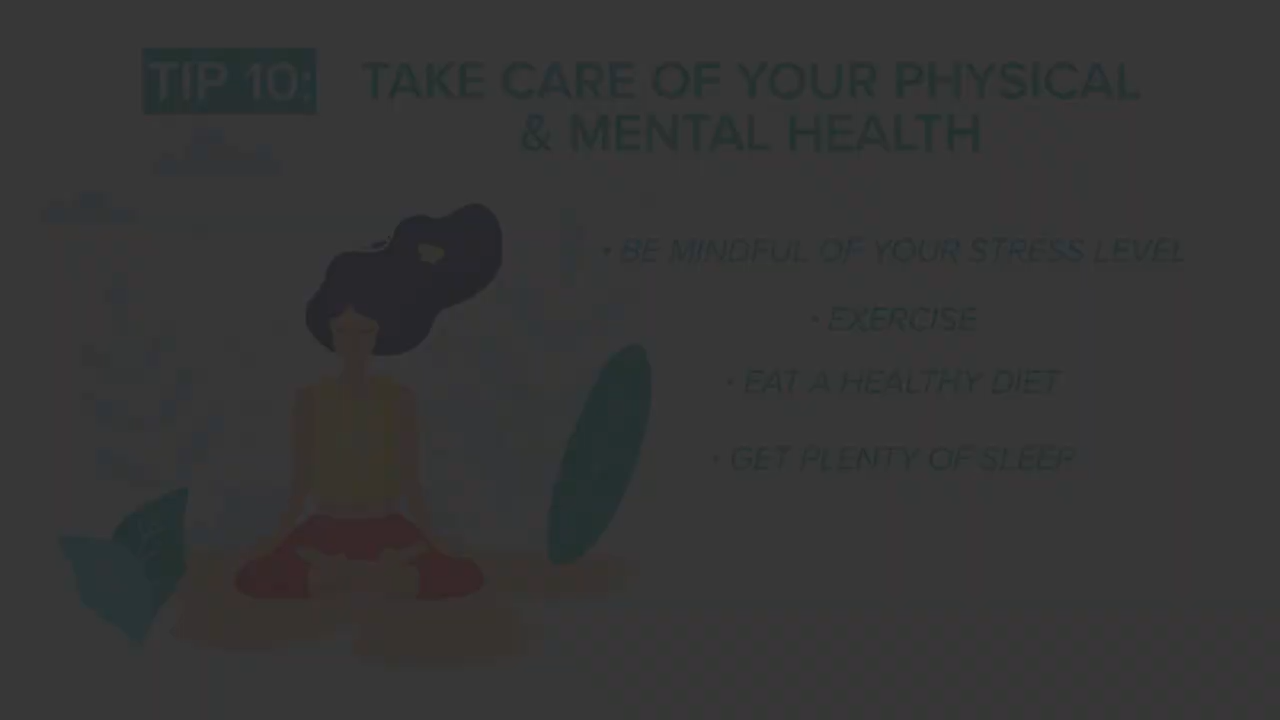 TIP 10: TAKE CARE OF YOUR PHYSICAL
& MENTAL HEALTH
• BE MINDFUL OF YOUR STRESS LEVEL
• EXERCISE
• EAT A HEALTHY DIET
• GET PLENTY OF SLEEP